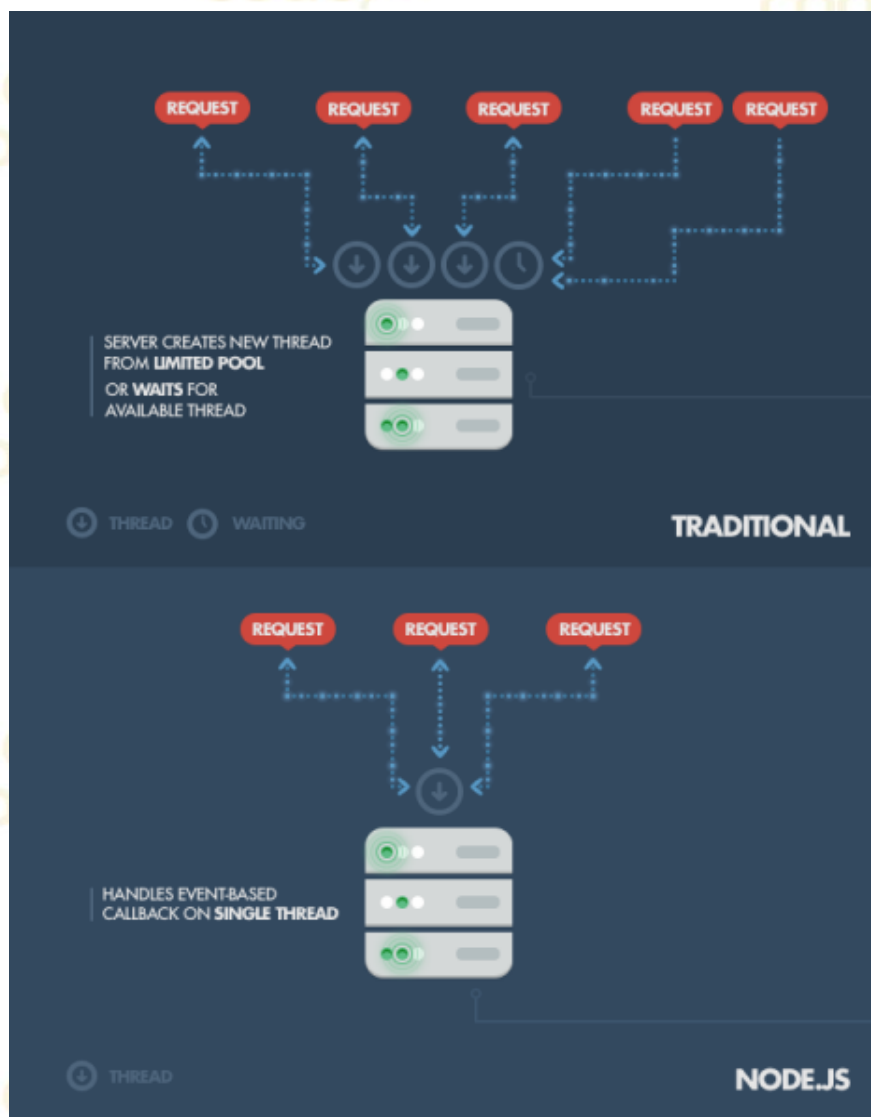 REQUEST REQUEST REQUEST REQUEST REQUEST
SERVER CREATES NEW THREAD
FROM LIMITED POOL
OR WAITS FOR
AVAILABLE THREAD
THREAD WAITING
TRADITIONAL
REQUEST REQUEST REQUEST
HANDLES EVENT-BASED
CALLBACK ON SINGLE THREAD
THREAD
NODE.JS